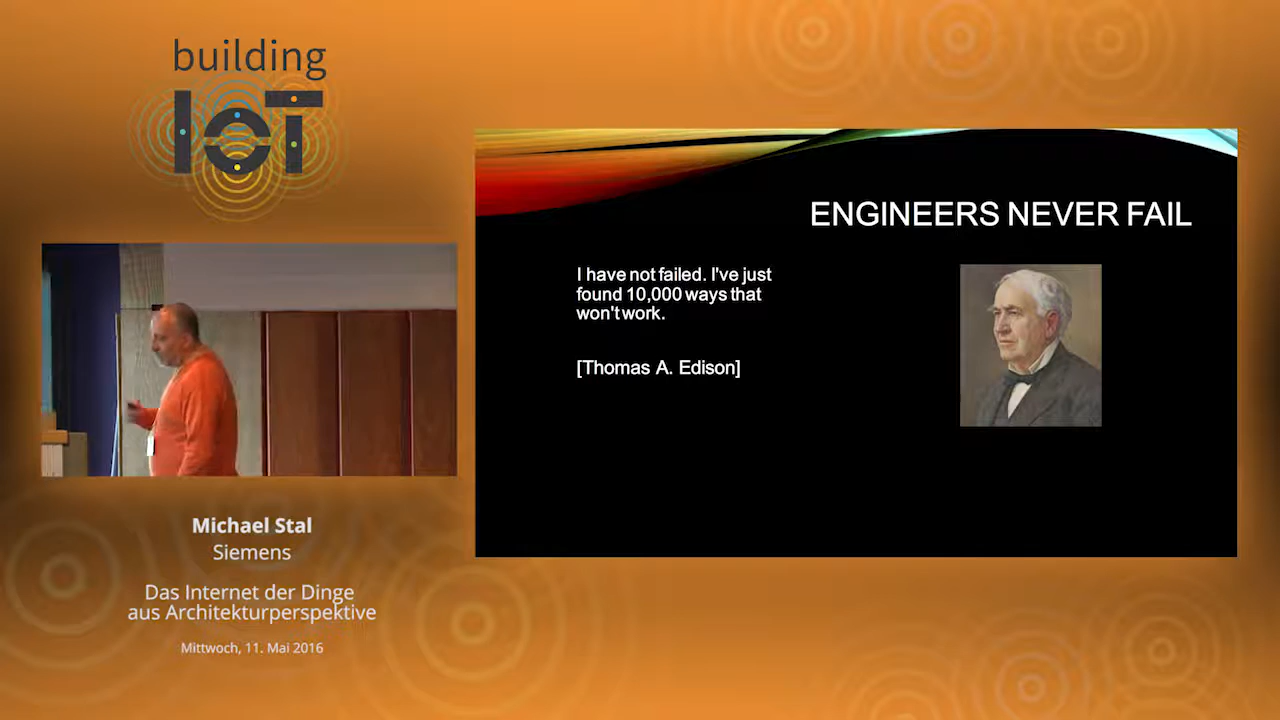 building
IoT
ENGINEERS NEVER FAIL
I have not failed. I've just
found 10,000 ways that
won't work.
[Thomas A. Edison]
Michael Stal
Siemens
Das Internet der Dinge
aus Architekturperspektive
Mittwoch, 11. Mai 2016